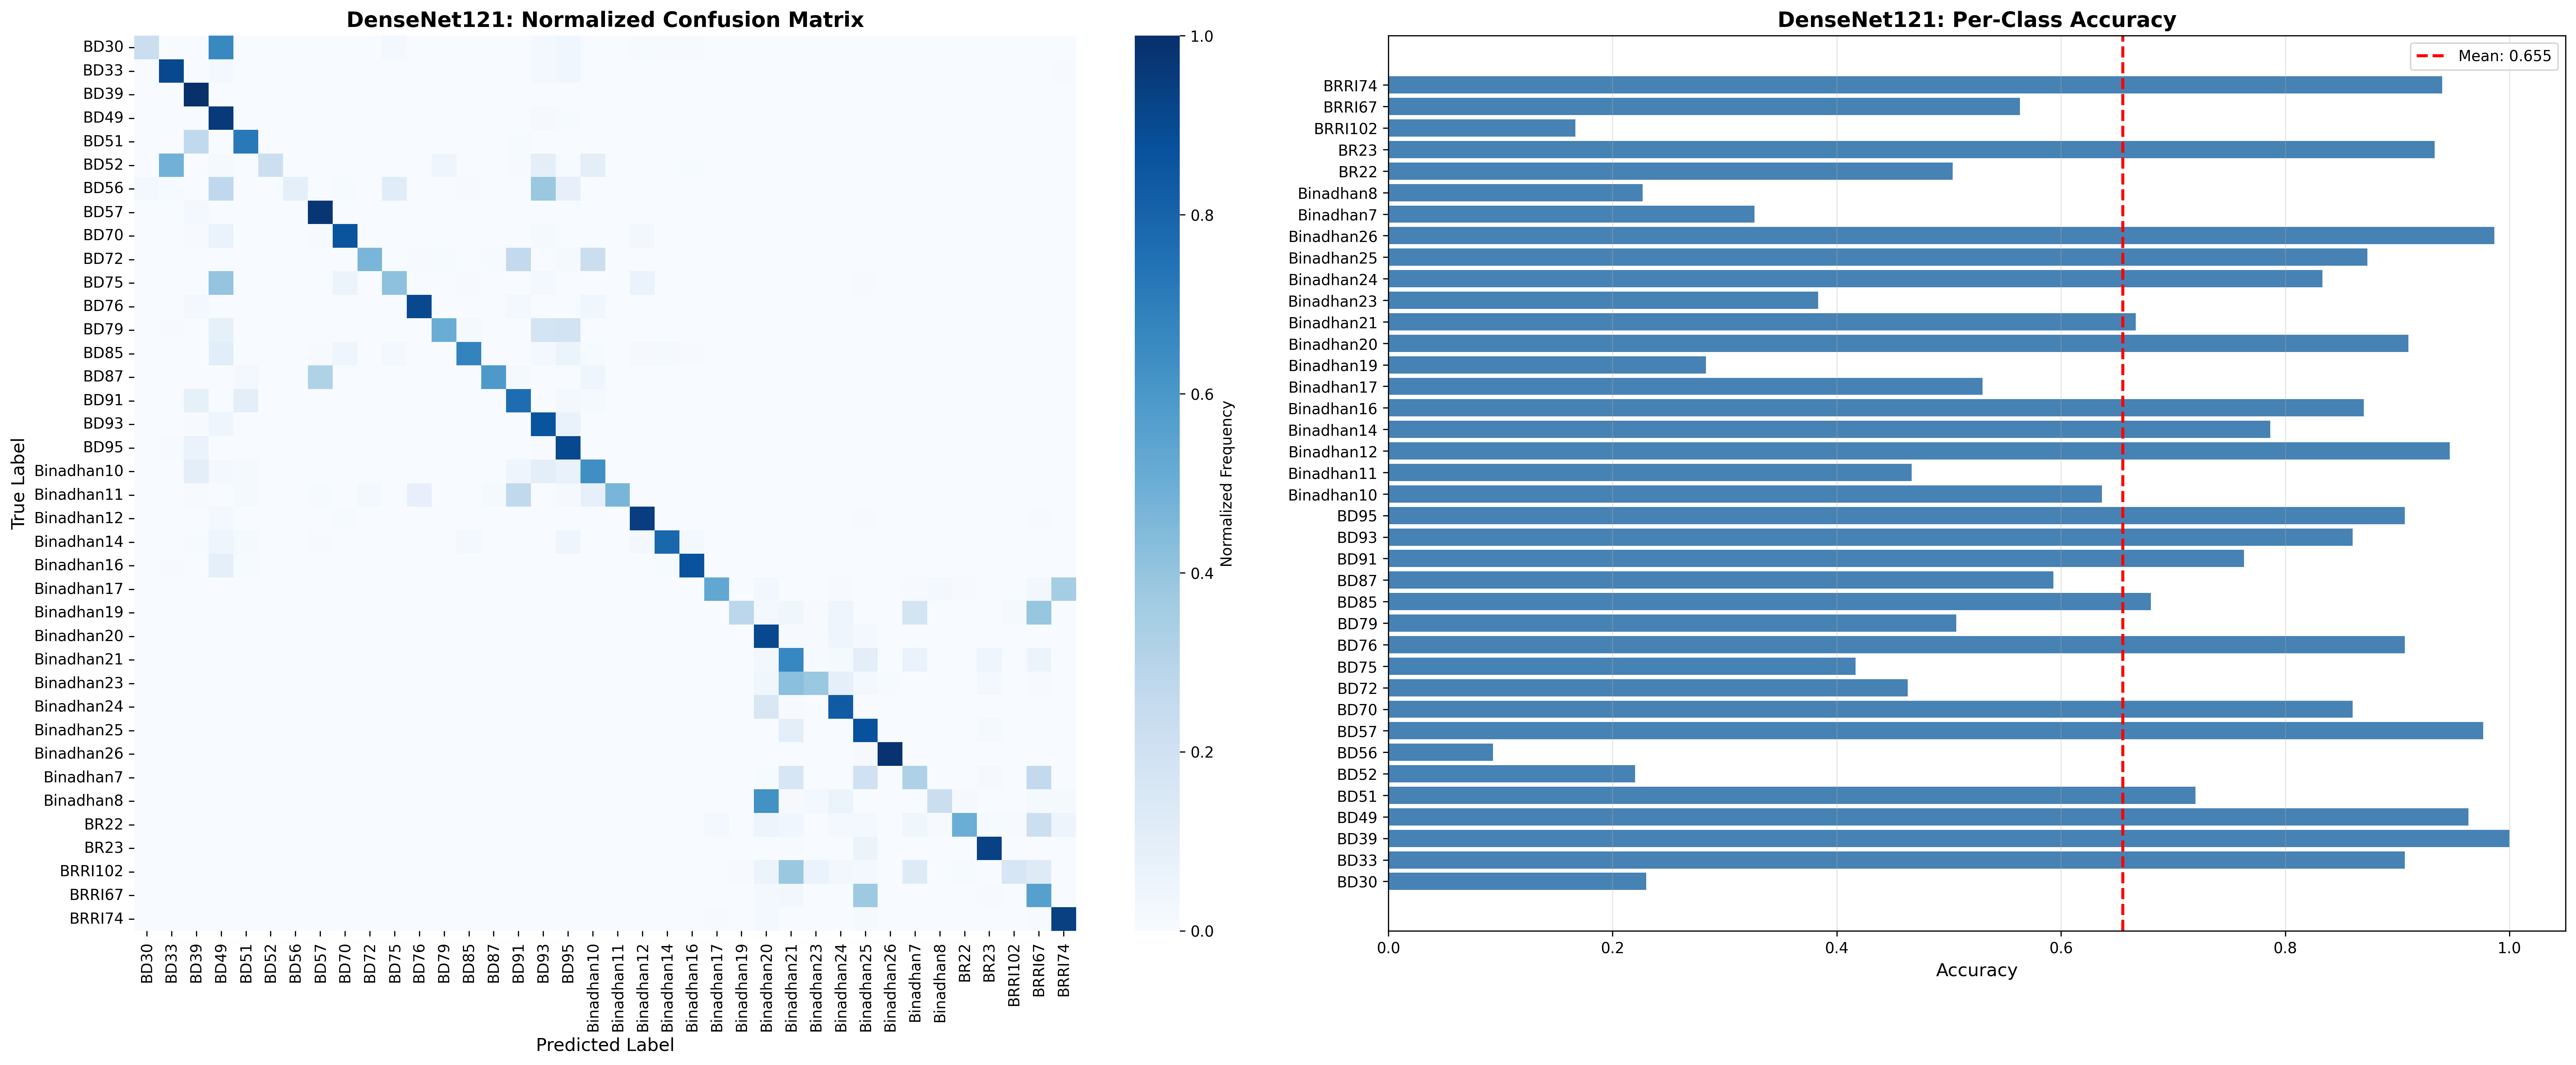 DenseNet121: Normalized Confusion Matrix
True Label
BD30
BD33
BD39
BD49
BD51
BD52
BD56
BD57
BD70
BD72
BD75
BD76
BD79
BD85
BD87
BD91
BD93
BD95
Binadhan10
Binadhan11
Binadhan12
Binadhan14
Binadhan16
Binadhan17
Binadhan19
Binadhan20
Binadhan21
Binadhan23
Binadhan24
Binadhan25
Binadhan26
Binadhan7
Binadhan8
BR22
BR23
BRRI102
BRRI67
BRRI74
BD30
BD33
BD39
BD49
BD51
BD52
BD56
BD57
BD70
BD72
BD75
BD76
BD79
BD85
BD87
BD91
BD93
BD95
Binadhan10
Binadhan11
Binadhan12
Binadhan14
Binadhan16
Binadhan17
Binadhan19
Binadhan20
Binadhan21
Binadhan23
Binadhan24
Binadhan25
Binadhan26
Binadhan7
Binadhan8
BR22
BR23
BRRI102
BRRI67
BRRI74
Predicted Label
1.0
0.8
0.6
0.4
0.2
0.0
Normalized Frequency
DenseNet121: Per-Class Accuracy
Mean: 0.655
BRRI74
BRRI67
BRRI102
BR23
BR22
Binadhan8
Binadhan7
Binadhan26
Binadhan25
Binadhan24
Binadhan23
Binadhan21
Binadhan20
Binadhan19
Binadhan17
Binadhan16
Binadhan14
Binadhan12
Binadhan11
Binadhan10
BD95
BD93
BD91
BD87
BD85
BD79
BD76
BD75
BD72
BD70
BD57
BD56
BD52
BD51
BD49
BD39
BD33
BD30
0.0 0.2 0.4 0.6 0.8 1.0
Accuracy